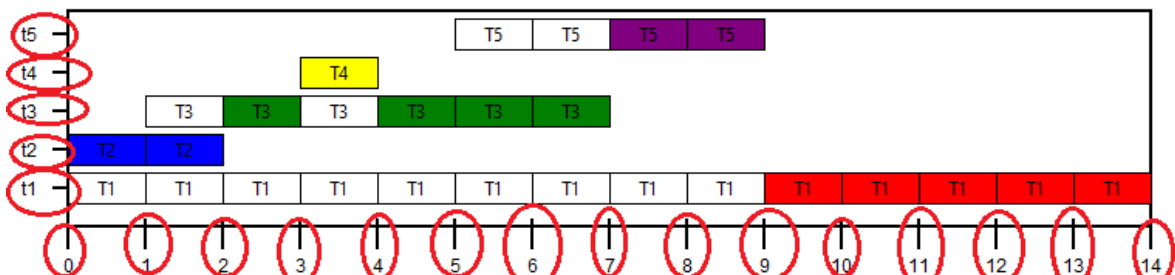 t5 T5 T5 T5 T5
t4 T4
t3 T3 T3 T3 T3 T3 T3
t2 T2 T2
t1 T1 T1 T1 T1 T1 T1 T1 T1 T1 T1 T1 T1 T1 T1
0 1 2 3 4 5 6 7 8 9 10 11 12 13 14